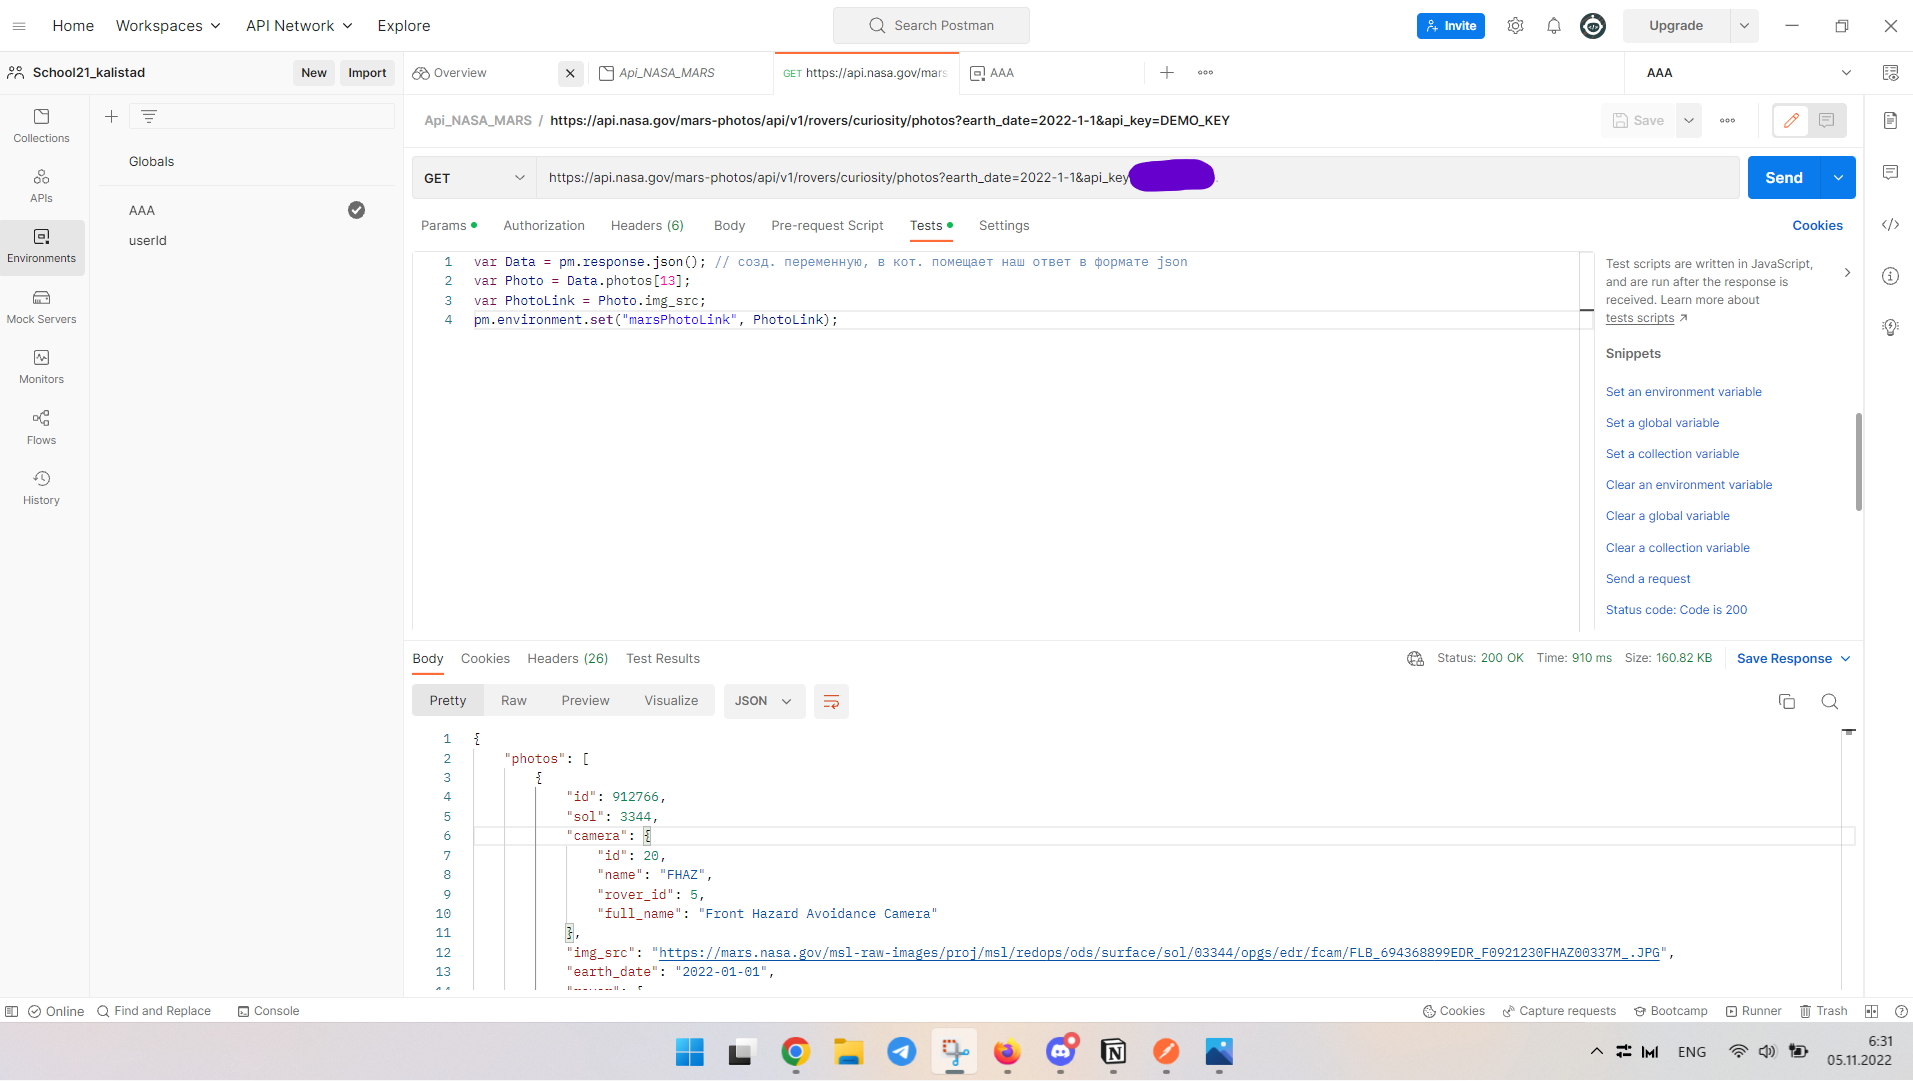 Home Workspaces API Network Explore Search Postman Invite Upgrade
School21_kalistad New Import Overview Api_NASA_MARS GET https://api.nasa.gov/mars AAA AAA
Api_NASA_MARS / https://api.nasa.gov/mars-photos/api/v1/rovers/curiosity/photos?earth_date=2022-1-1&api_key=DEMO_KEY Save
Collections
Globals
GET https://api.nasa.gov/mars-photos/api/v1/rovers/curiosity/photos?earth_date=2022-1-1&api_key Send
APIs
AAA
userId
Environments
Mock Servers
Monitors
Flows
History
Params Authorization Headers (6) Body Pre-request Script Tests Settings Cookies
1 var Data = pm.response.json(); // созд. переменную, в кот. помещает наш ответ в формате json
2 var Photo = Data.photos[13];
3 var PhotoLink = Photo.img_src;
4 pm.environment.set("marsPhotoLink", PhotoLink);
Test scripts are written in JavaScript,
and are run after the response is
received. Learn more about
tests scripts ↗
Snippets
Set an environment variable
Set a global variable
Set a collection variable
Clear an environment variable
Clear a global variable
Clear a collection variable
Send a request
Status code: Code is 200
Body Cookies Headers (26) Test Results Status: 200 OK Time: 910 ms Size: 160.82 KB Save Response
Pretty Raw Preview Visualize JSON
1 {
2 "photos": [
3 {
4 "id": 912766,
5 "sol": 3344,
6 "camera": {
7 "id": 20,
8 "name": "FHAZ",
9 "rover_id": 5,
10 "full_name": "Front Hazard Avoidance Camera"
11 },
12 "img_src": "https://mars.nasa.gov/msl-raw-images/proj/msl/redops/ods/surface/sol/03344/opgs/edr/fcam/FLB_694368899EDR_F0921230FHAZ00337M_.JPG",
13 "earth_date": "2022-01-01",
Online Find and Replace Console Cookies Capture requests Bootcamp Runner Trash
ENG 6:31
05.11.2022